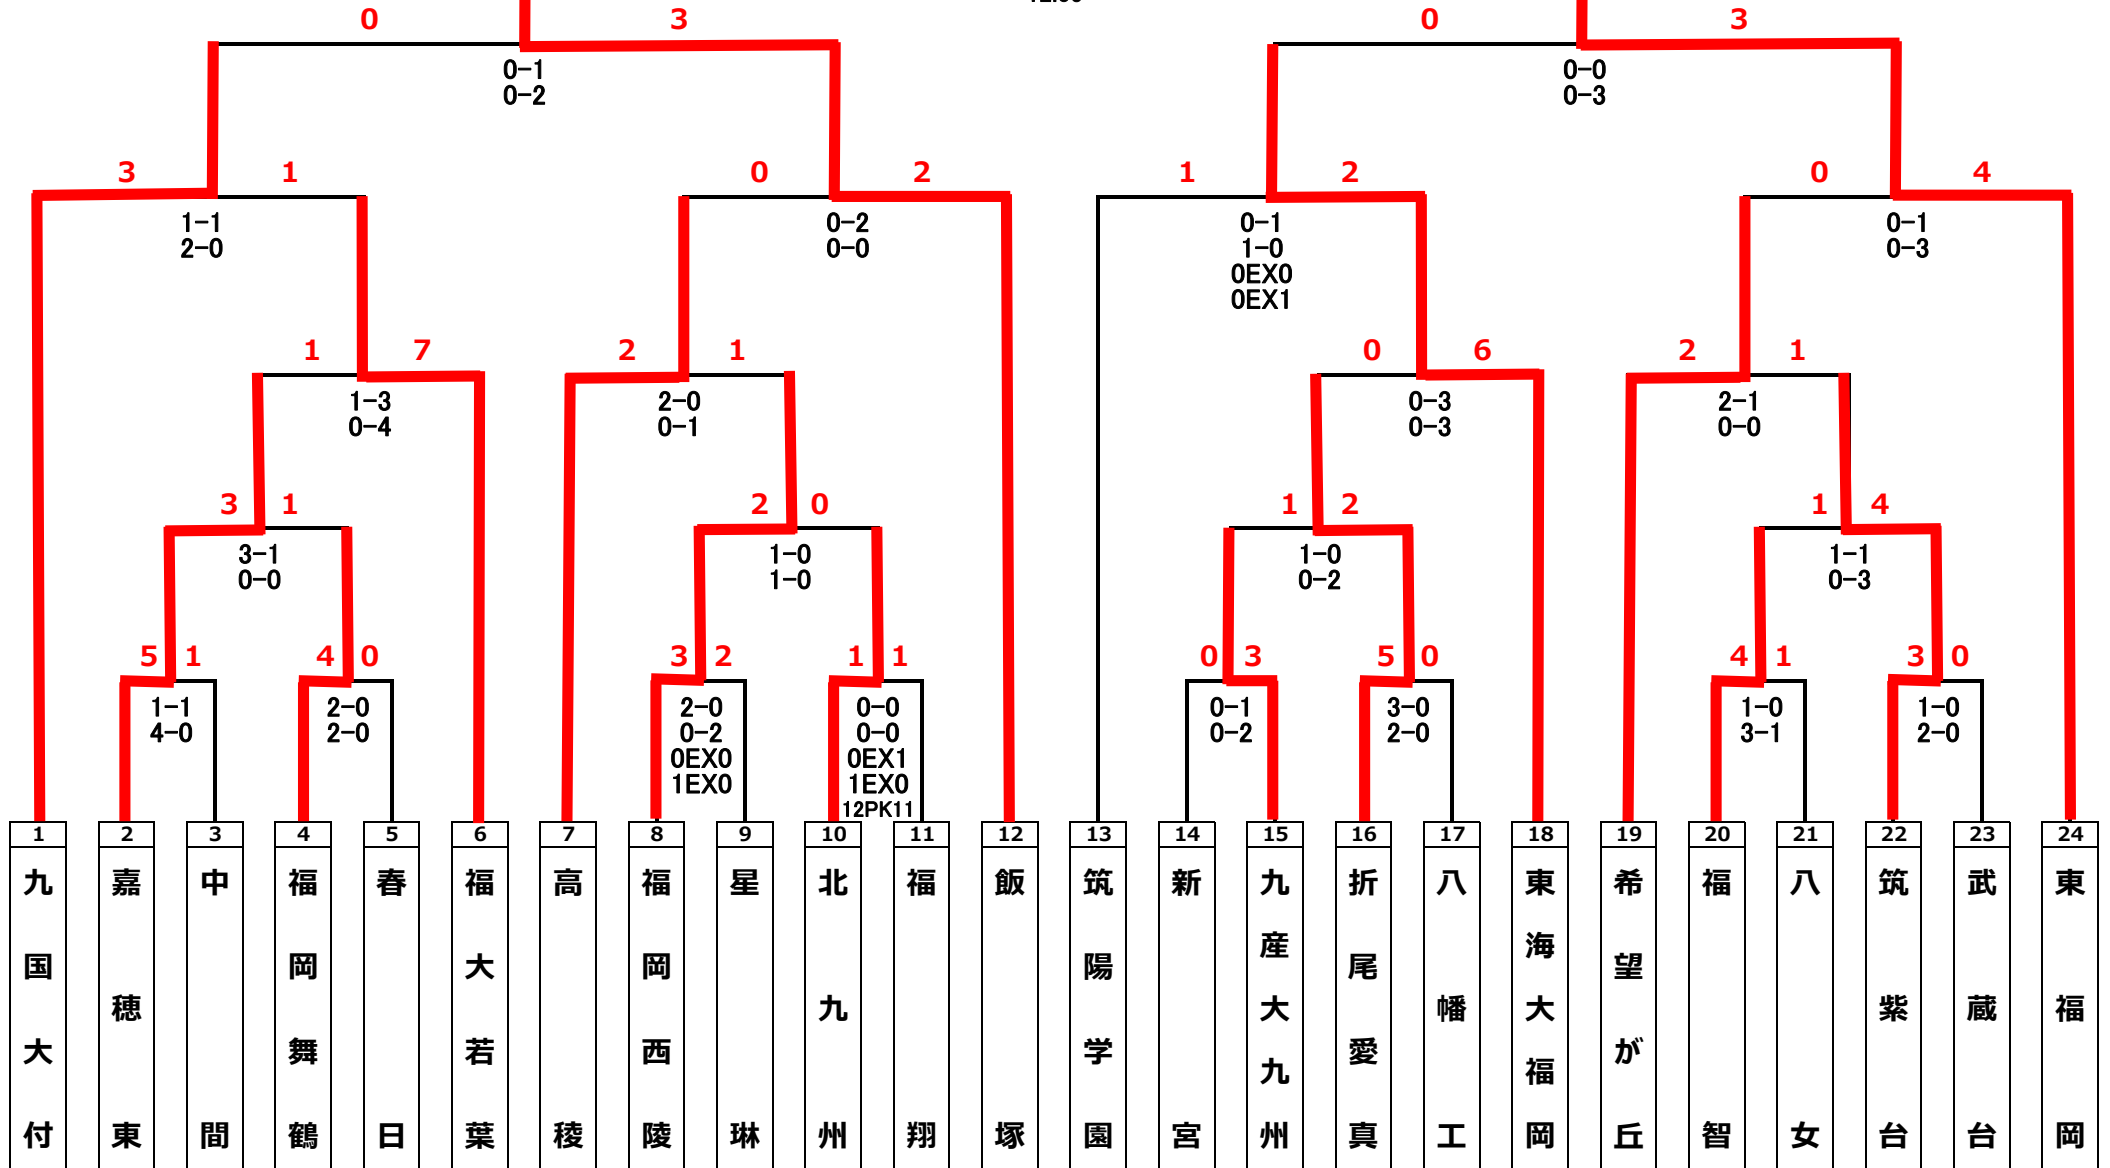 0 3 0 3
0-1 0-0
0-2 0-3
3 1 0 2 1 2 0 4
1-1 0-2 0-1 0-1
2-0 0-0 1-0 0-3
0EX0
0EX1
1 7 2 1 0 6 2 1
1-3 2-0 0-3 2-1
0-4 0-1 0-3 0-0
3 1 2 0 1 2 1 4
3-1 1-0 1-0 1-1
0-0 1-0 0-2 0-3
5 1 4 0 3 2 1 1 0 3 5 0 4 1 3 0
1-1 2-0 2-0 0-0 0-1 3-0 1-0 1-0
4-0 2-0 0-2 0-0 0-2 2-0 3-1 2-0
0EX0 0EX1
1EX0 1EX0
12PK11
1 2 3 4 5 6 7 8 9 10 11 12 13 14 15 16 17 18 19 20 21 22 23 24
九国大付
嘉穂東
中間
福岡舞鶴
春日
福大若葉
高稜
福岡西陵
星琳
北九州
福翔
飯塚
筑陽学園
新宮
九産大九州
折尾愛真
八幡工
東海大福岡
希望が丘
福智
八女
筑紫台
武蔵台
東福岡